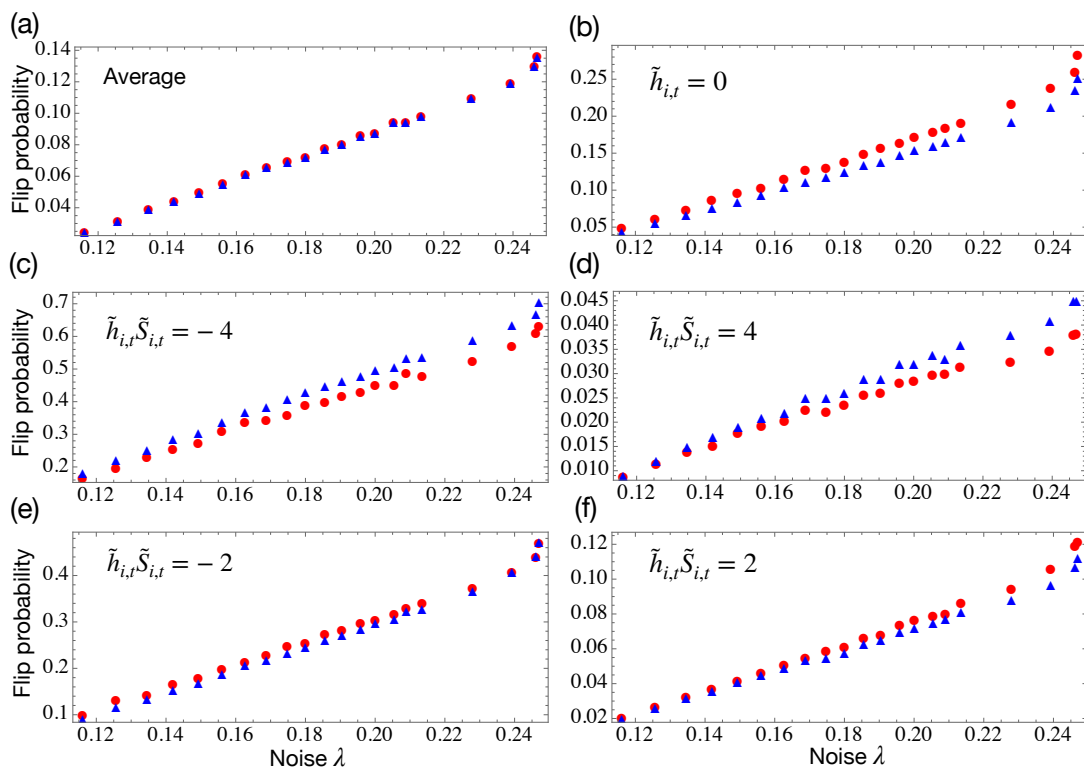 (a)
Average
Flip probability
0.14
0.12
0.10
0.08
0.06
0.04
0.12 0.14 0.16 0.18 0.20 0.22 0.24
(b)
h̃_{i,t} = 0
0.25
0.20
0.15
0.10
0.05
0.12 0.14 0.16 0.18 0.20 0.22 0.24
(c)
h̃_{i,t}S̃_{i,t} = − 4
Flip probability
0.7
0.6
0.5
0.4
0.3
0.2
0.12 0.14 0.16 0.18 0.20 0.22 0.24
(d)
h̃_{i,t}S̃_{i,t} = 4
0.045
0.040
0.035
0.030
0.025
0.020
0.015
0.010
0.12 0.14 0.16 0.18 0.20 0.22 0.24
(e)
h̃_{i,t}S̃_{i,t} = − 2
Flip probability
0.4
0.3
0.2
0.1
0.12 0.14 0.16 0.18 0.20 0.22 0.24
Noise λ
(f)
h̃_{i,t}S̃_{i,t} = 2
0.12
0.10
0.08
0.06
0.04
0.02
0.12 0.14 0.16 0.18 0.20 0.22 0.24
Noise λ